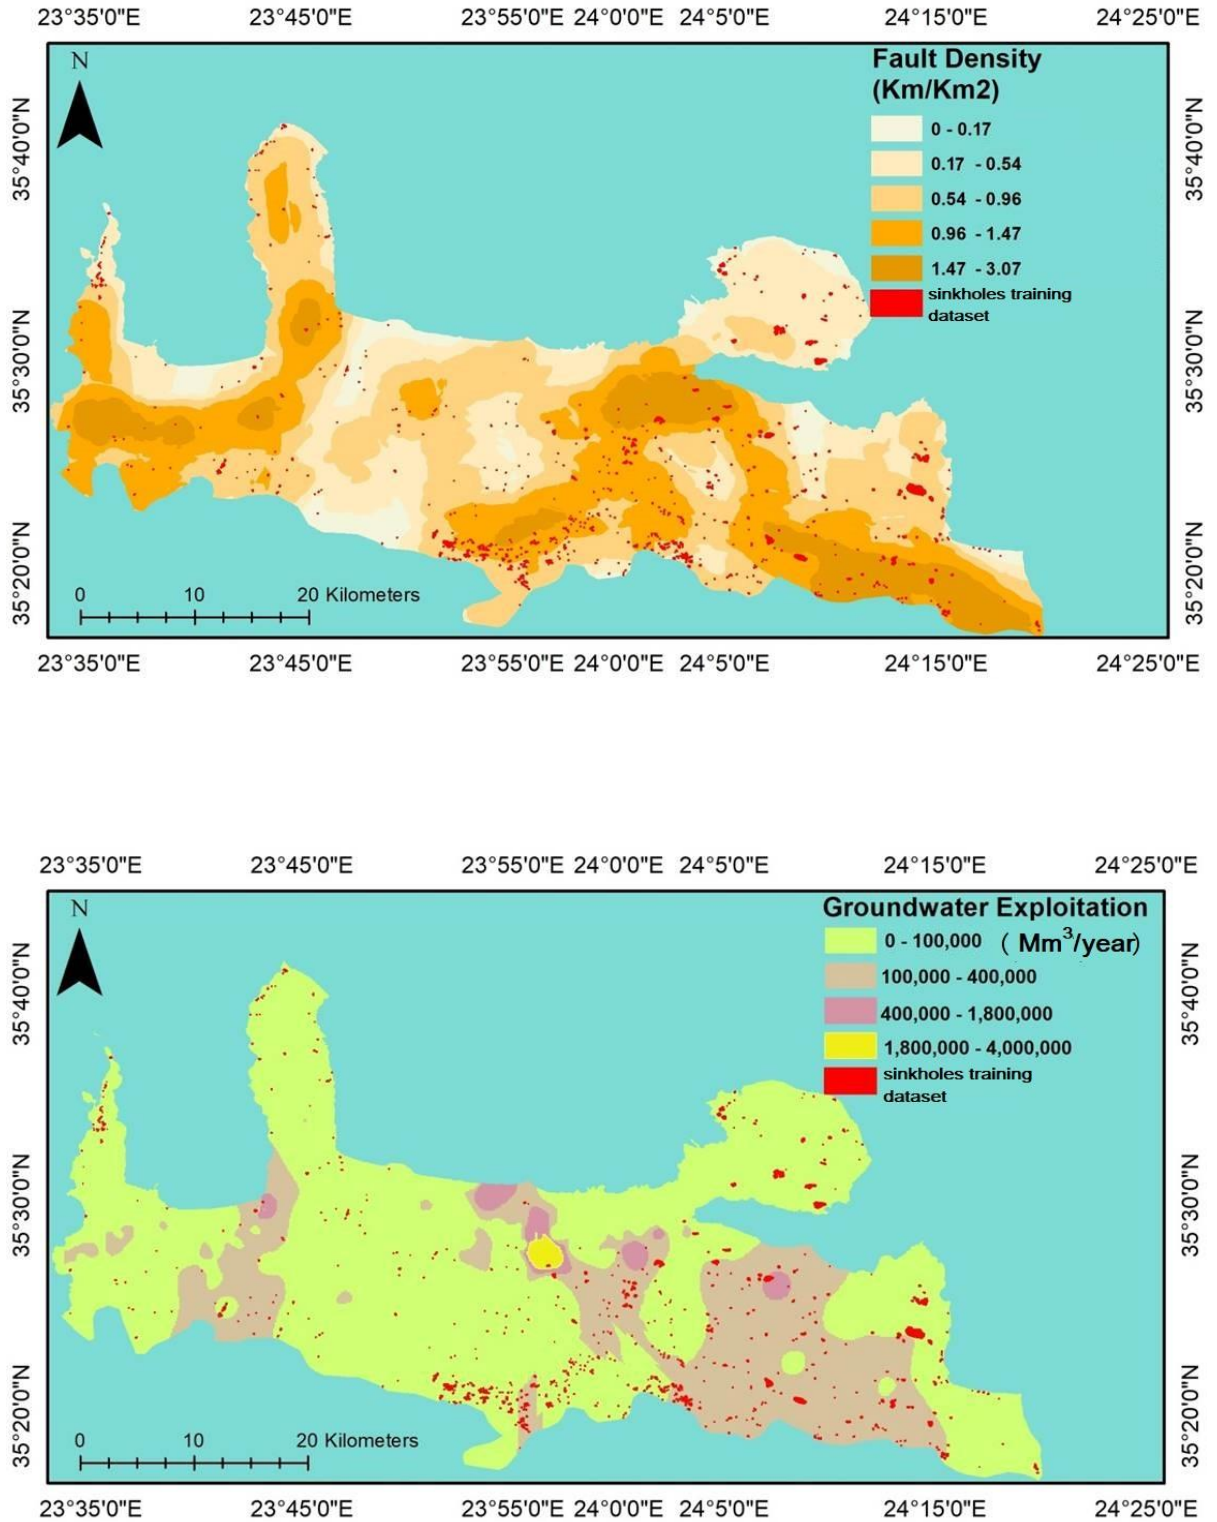 23°35'0"E 23°45'0"E 23°55'0"E 24°0'0"E 24°5'0"E 24°15'0"E 24°25'0"E
N
Fault Density
(Km/Km2)
0 - 0.17
0.17 - 0.54
0.54 - 0.96
0.96 - 1.47
1.47 - 3.07
sinkholes training
dataset
35°40'0"N
35°30'0"N
35°20'0"N
35°40'0"N
35°30'0"N
35°20'0"N
0 10 20 Kilometers
23°35'0"E 23°45'0"E 23°55'0"E 24°0'0"E 24°5'0"E 24°15'0"E 24°25'0"E
23°35'0"E 23°45'0"E 23°55'0"E 24°0'0"E 24°5'0"E 24°15'0"E 24°25'0"E
N
Groundwater Exploitation
0 - 100,000 ( Mm³/year)
100,000 - 400,000
400,000 - 1,800,000
1,800,000 - 4,000,000
sinkholes training
dataset
35°40'0"N
35°30'0"N
35°20'0"N
35°40'0"N
35°30'0"N
35°20'0"N
0 10 20 Kilometers
23°35'0"E 23°45'0"E 23°55'0"E 24°0'0"E 24°5'0"E 24°15'0"E 24°25'0"E